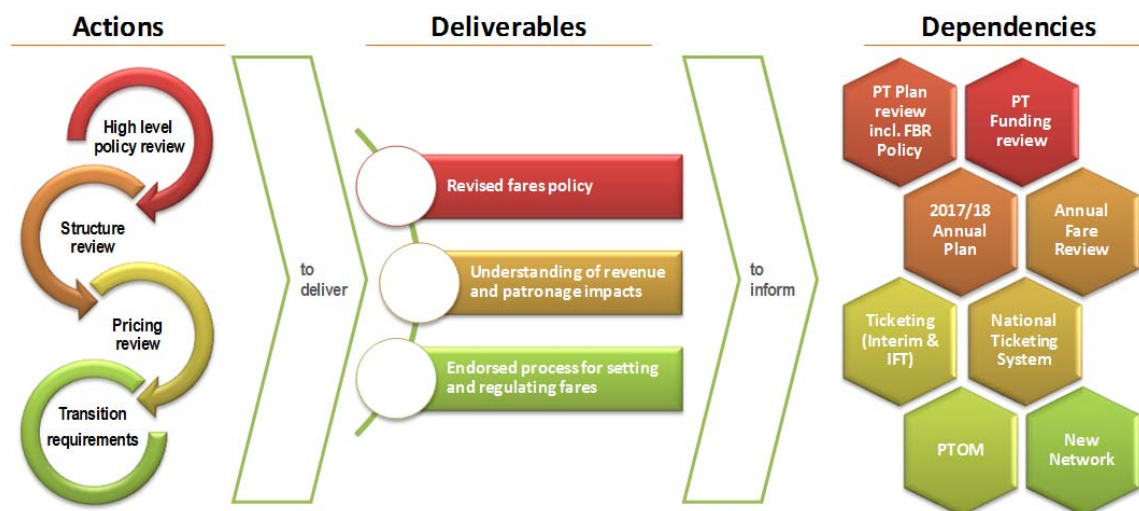 Actions
High level
policy review
Structure
review
Pricing
review
Transition
requirements
to
deliver
Deliverables
Revised fares policy
Understanding of revenue
and patronage impacts
Endorsed process for setting
and regulating fares
to
inform
Dependencies
PT Plan
review
incl. FBR
Policy
PT
Funding
review
2017/18
Annual
Plan
Annual
Fare
Review
Ticketing
(Interim &
IFT)
National
Ticketing
System
PTOM
New
Network